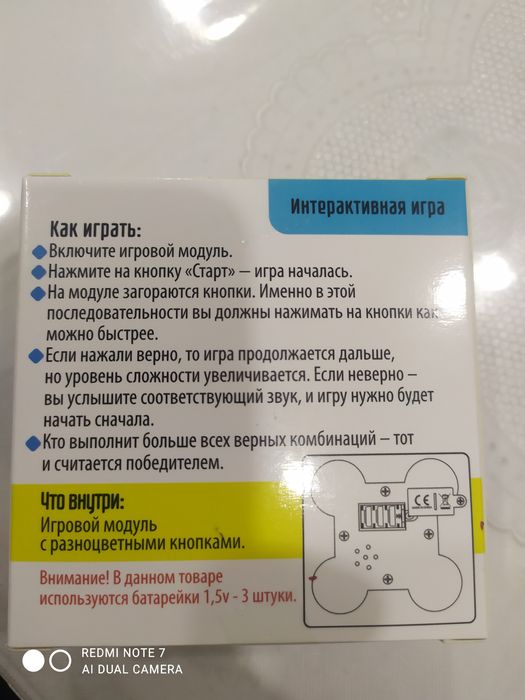 Интерактивная игра
Как играть:
Включите игровой модуль.
Нажмите на кнопку «Старт» – игра началась.
На модуле загораются кнопки. Именно в этой
последовательности вы должны нажимать на кнопки как
можно быстрее.
Если нажали верно, то игра продолжается дальше,
но уровень сложности увеличивается. Если неверно –
вы услышите соответствующий звук, и игру нужно будет
начать сначала.
Кто выполнит больше всех верных комбинаций – тот
и считается победителем.
Что внутри:
Игровой модуль
с разноцветными кнопками.
Внимание! В данном товаре
используются батарейки 1,5v - 3 штуки.
CE
REDMI NOTE 7
AI DUAL CAMERA